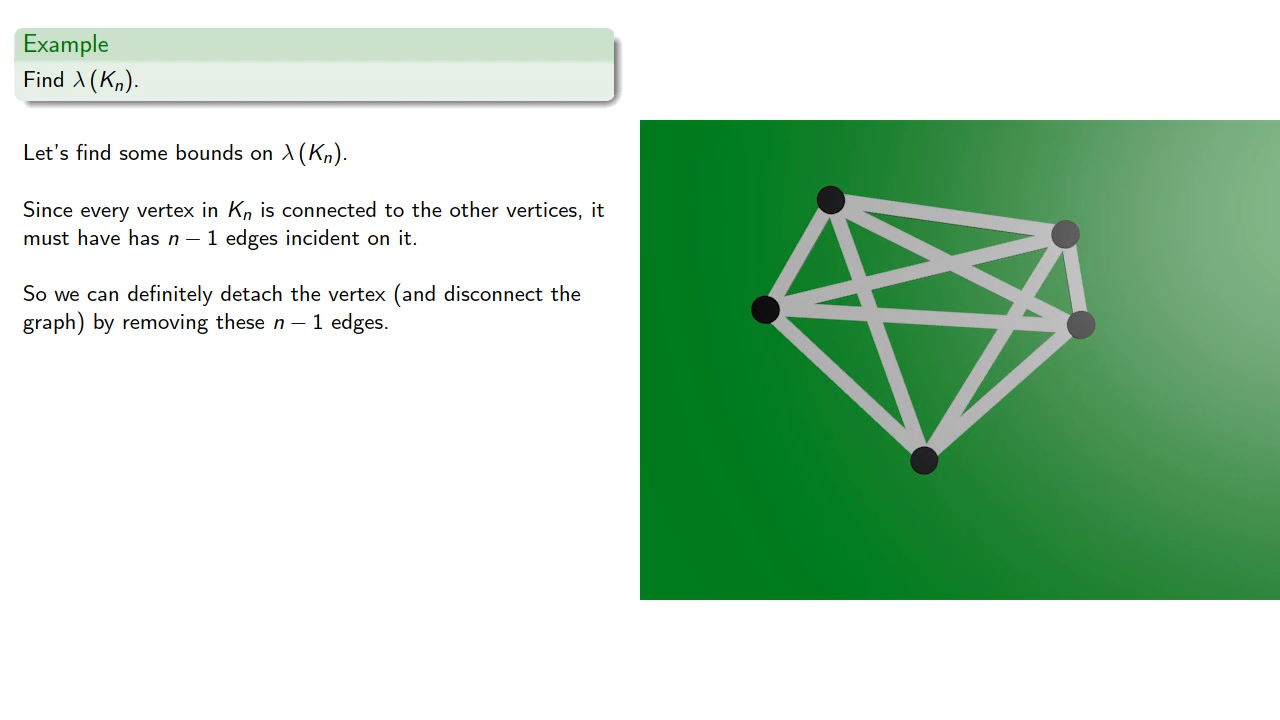 Example
Find λ(Kₙ).
Let's find some bounds on λ(Kₙ).
Since every vertex in Kₙ is connected to the other vertices, it
must have has n − 1 edges incident on it.
So we can definitely detach the vertex (and disconnect the
graph) by removing these n − 1 edges.